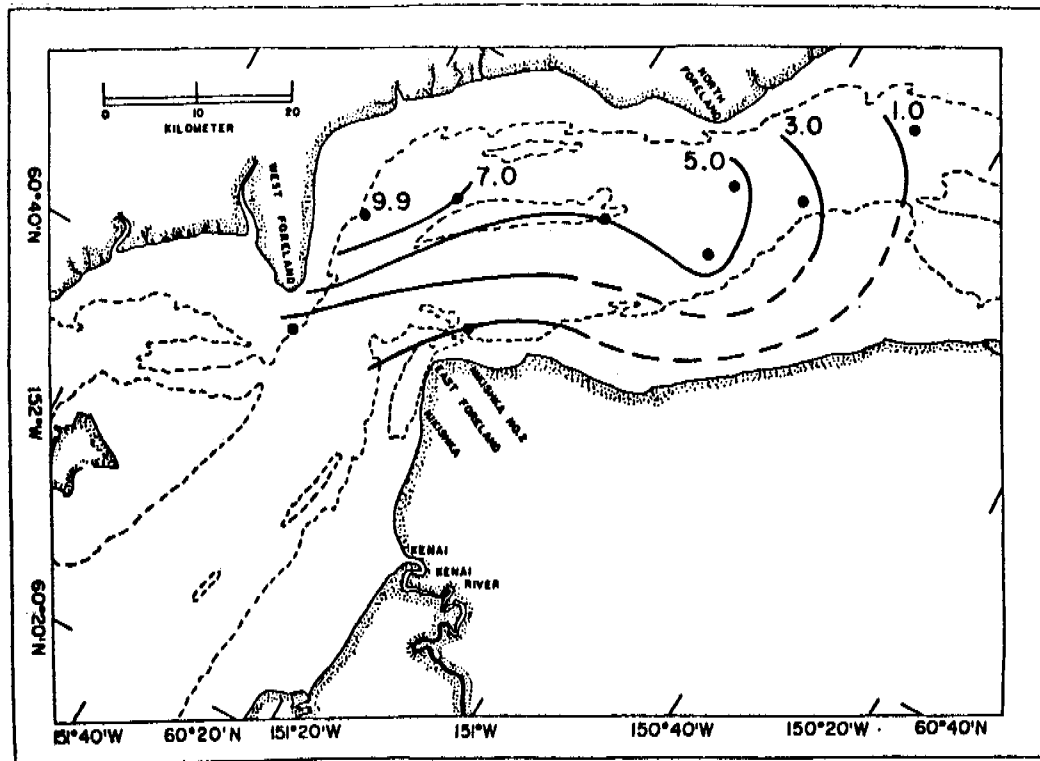 NORTH
FORELAND
0 10 20
KILOMETER
1.0
3.0
5.0
7.0
9.9
WEST FORELAND
60°40'N
152°W
60°20'N
NIKISHKA NO.2
EAST FORELAND
NIKISHKA
KENAI
KENAI
RIVER
151°40'W 60°20'N 151°20'W 151°W 150°40'W 150°20'W 60°40'N